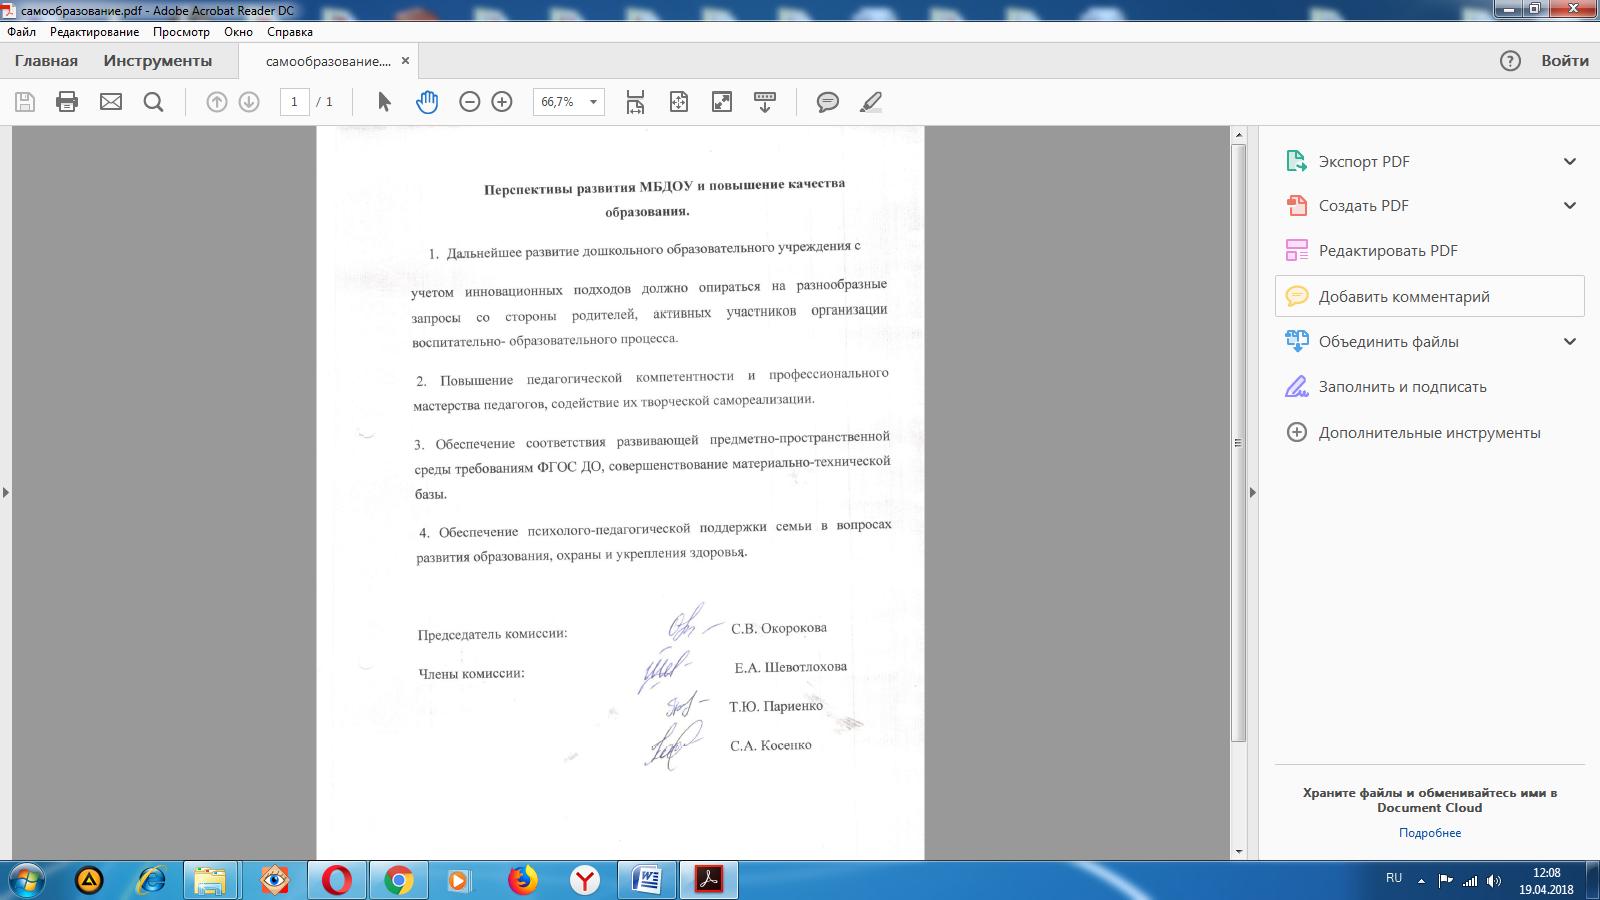 самообразование.pdf - Adobe Acrobat Reader DC
Файл Редактирование Просмотр Окно Справка
Главная Инструменты самообразование.... × Войти
1 / 1 66,7%
Перспективы развития МБДОУ и повышение качества
образования.
1. Дальнейшее развитие дошкольного образовательного учреждения с
учетом инновационных подходов должно опираться на разнообразные
запросы со стороны родителей, активных участников организации
воспитательно- образовательного процесса.
2. Повышение педагогической компетентности и профессионального
мастерства педагогов, содействие их творческой самореализации.
3. Обеспечение соответствия развивающей предметно-пространственной
среды требованиям ФГОС ДО, совершенствование материально-технической
базы.
4. Обеспечение психолого-педагогической поддержки семьи в вопросах
развития образования, охраны и укрепления здоровья.
Председатель комиссии: С.В. Окорокова
Члены комиссии: Е.А. Шевотлохова
Т.Ю. Париенко
С.А. Косенко
Экспорт PDF
Создать PDF
Редактировать PDF
Добавить комментарий
Объединить файлы
Заполнить и подписать
Дополнительные инструменты
Храните файлы и обменивайтесь ими в
Document Cloud
Подробнее
RU 12:08
19.04.2018